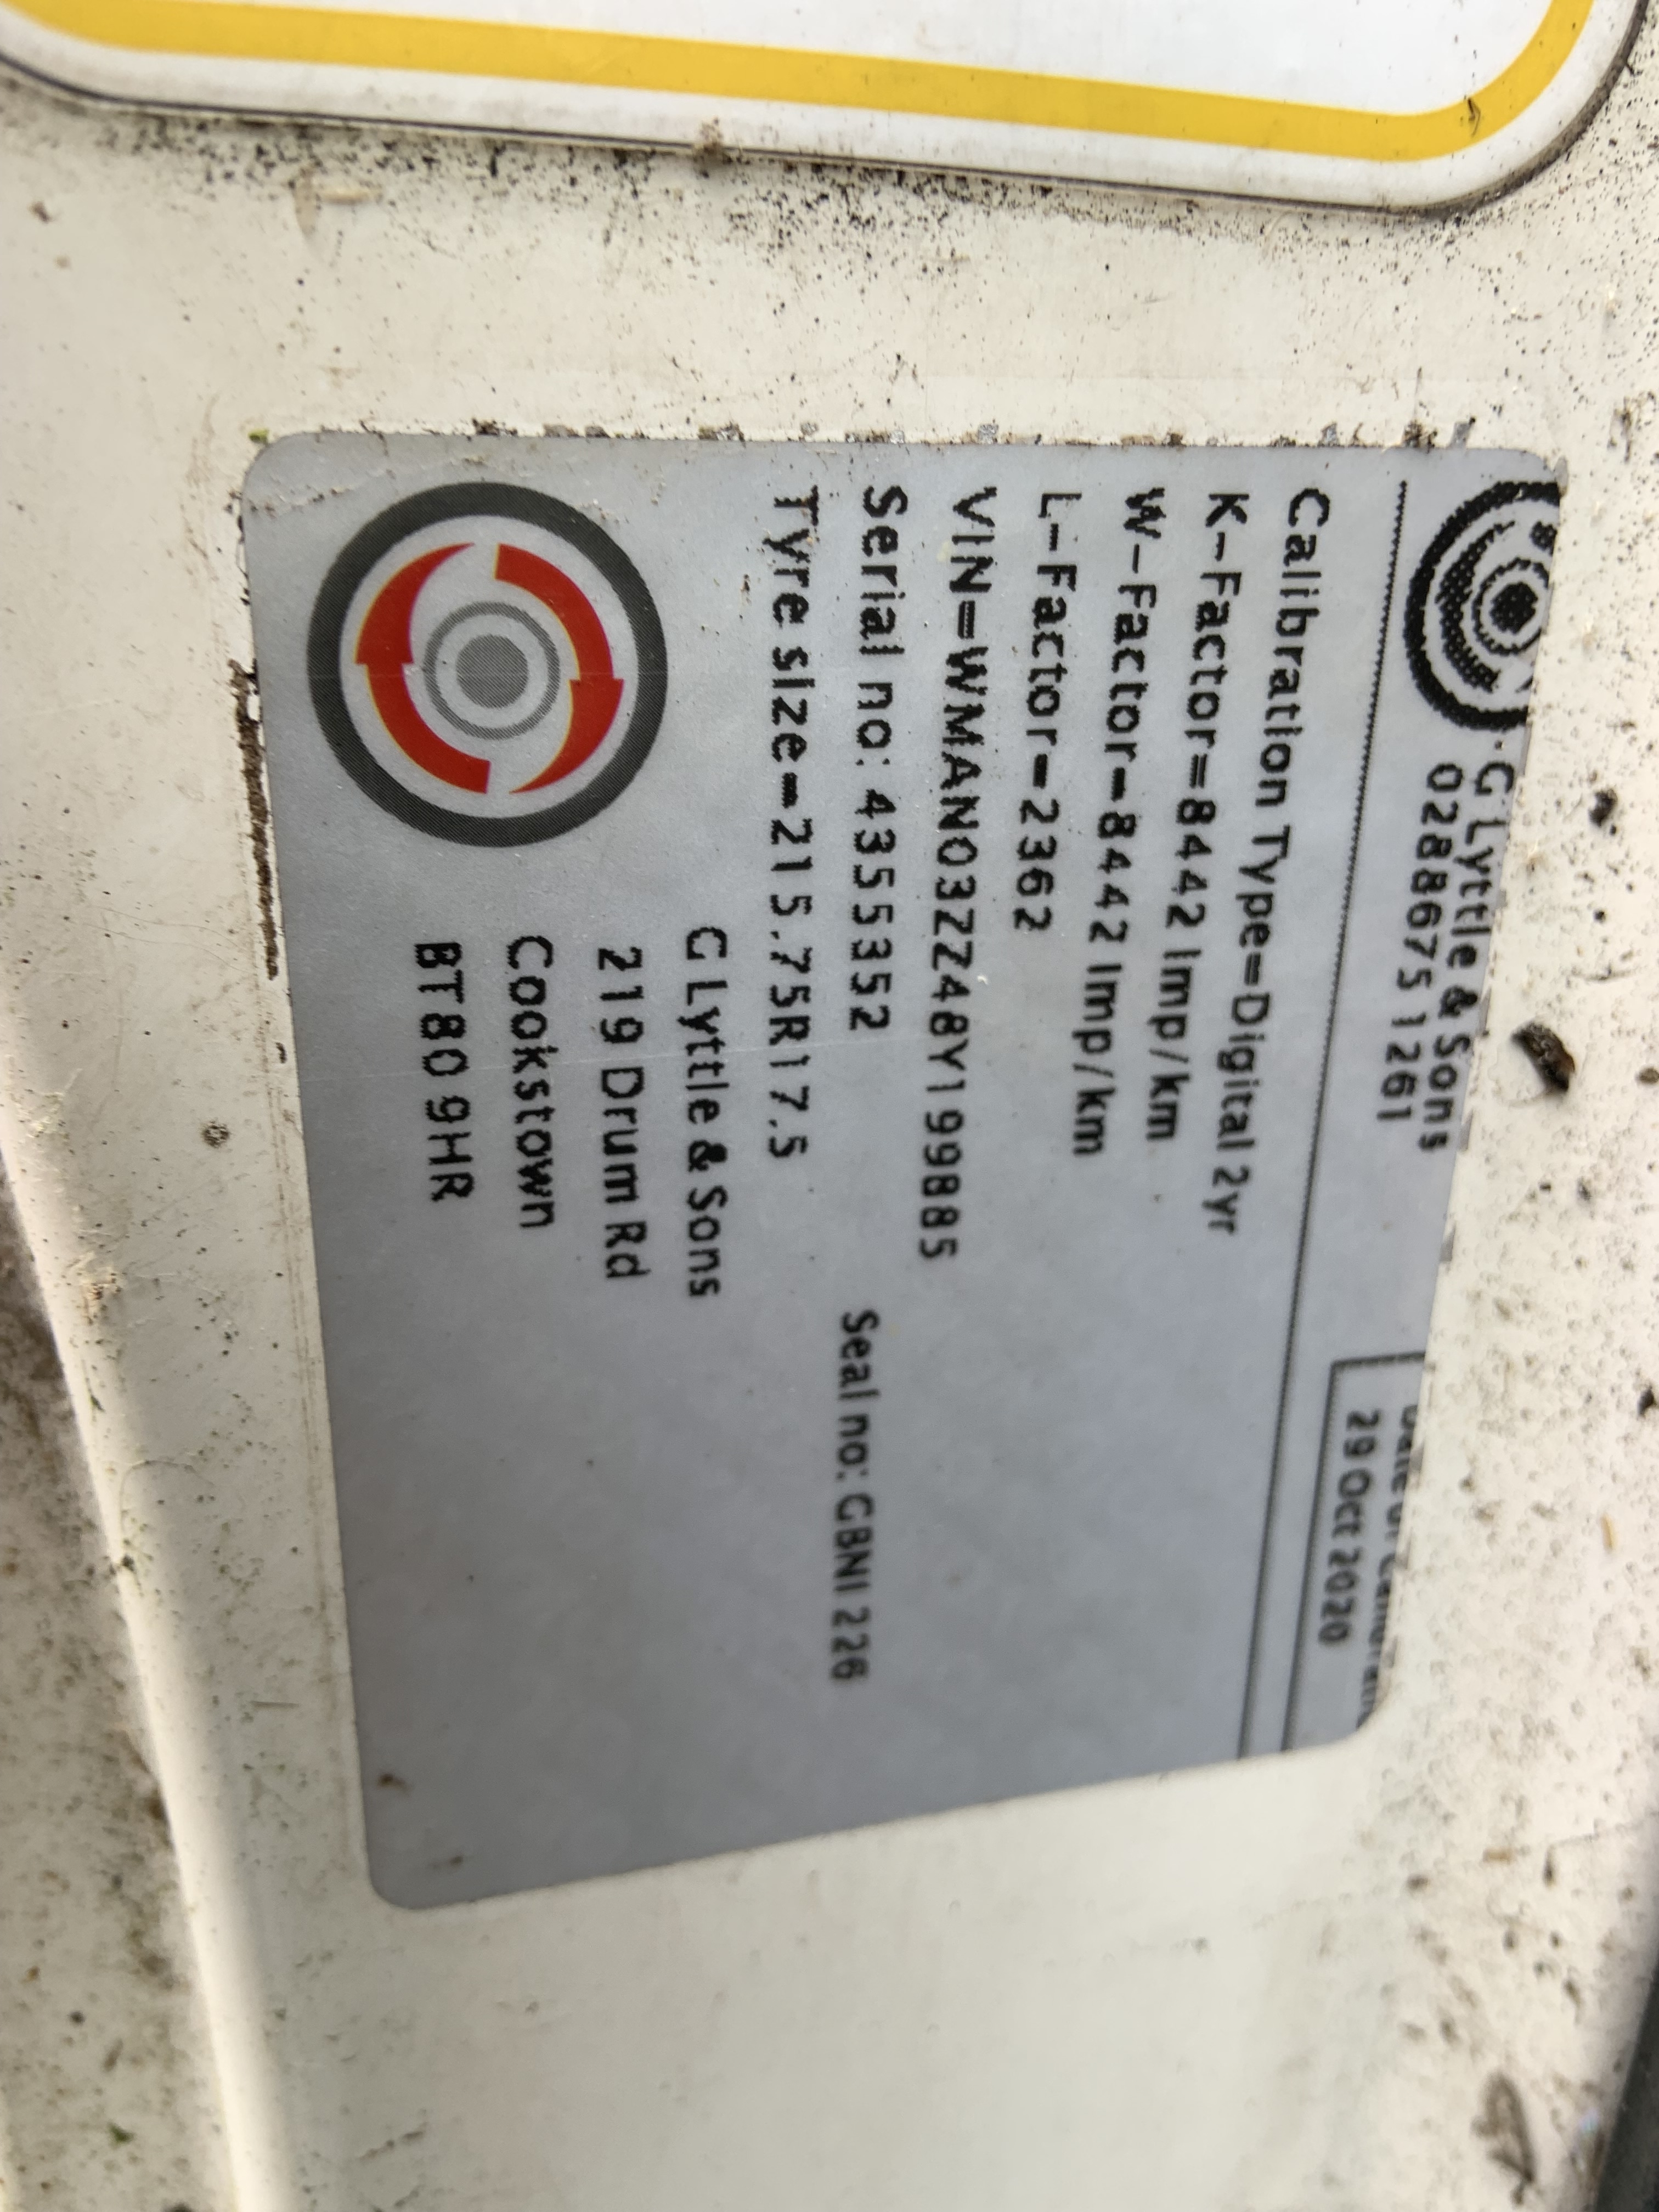 G Lyttle & Sons
02886751261
29 Oct 2020
Calibration Type=Digital 2yr
K-Factor=8442 Imp/km
W-Factor=8442 Imp/km
L-Factor=2362
VIN=WMAN03ZZ48Y199885
Serial no: 4355352
Seal no: GBNI 226
Tyre size=215.75R17.5
G Lyttle & Sons
219 Drum Rd
Cookstown
BT80 9HR